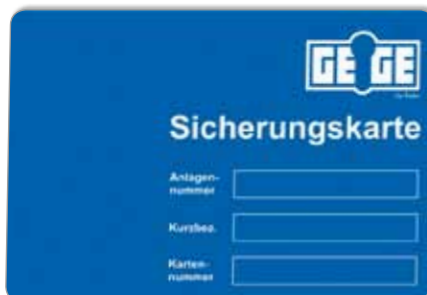 GEGE
Sicherungskarte
Anlagen-
nummer
Kurzbez.
Karten-
nummer